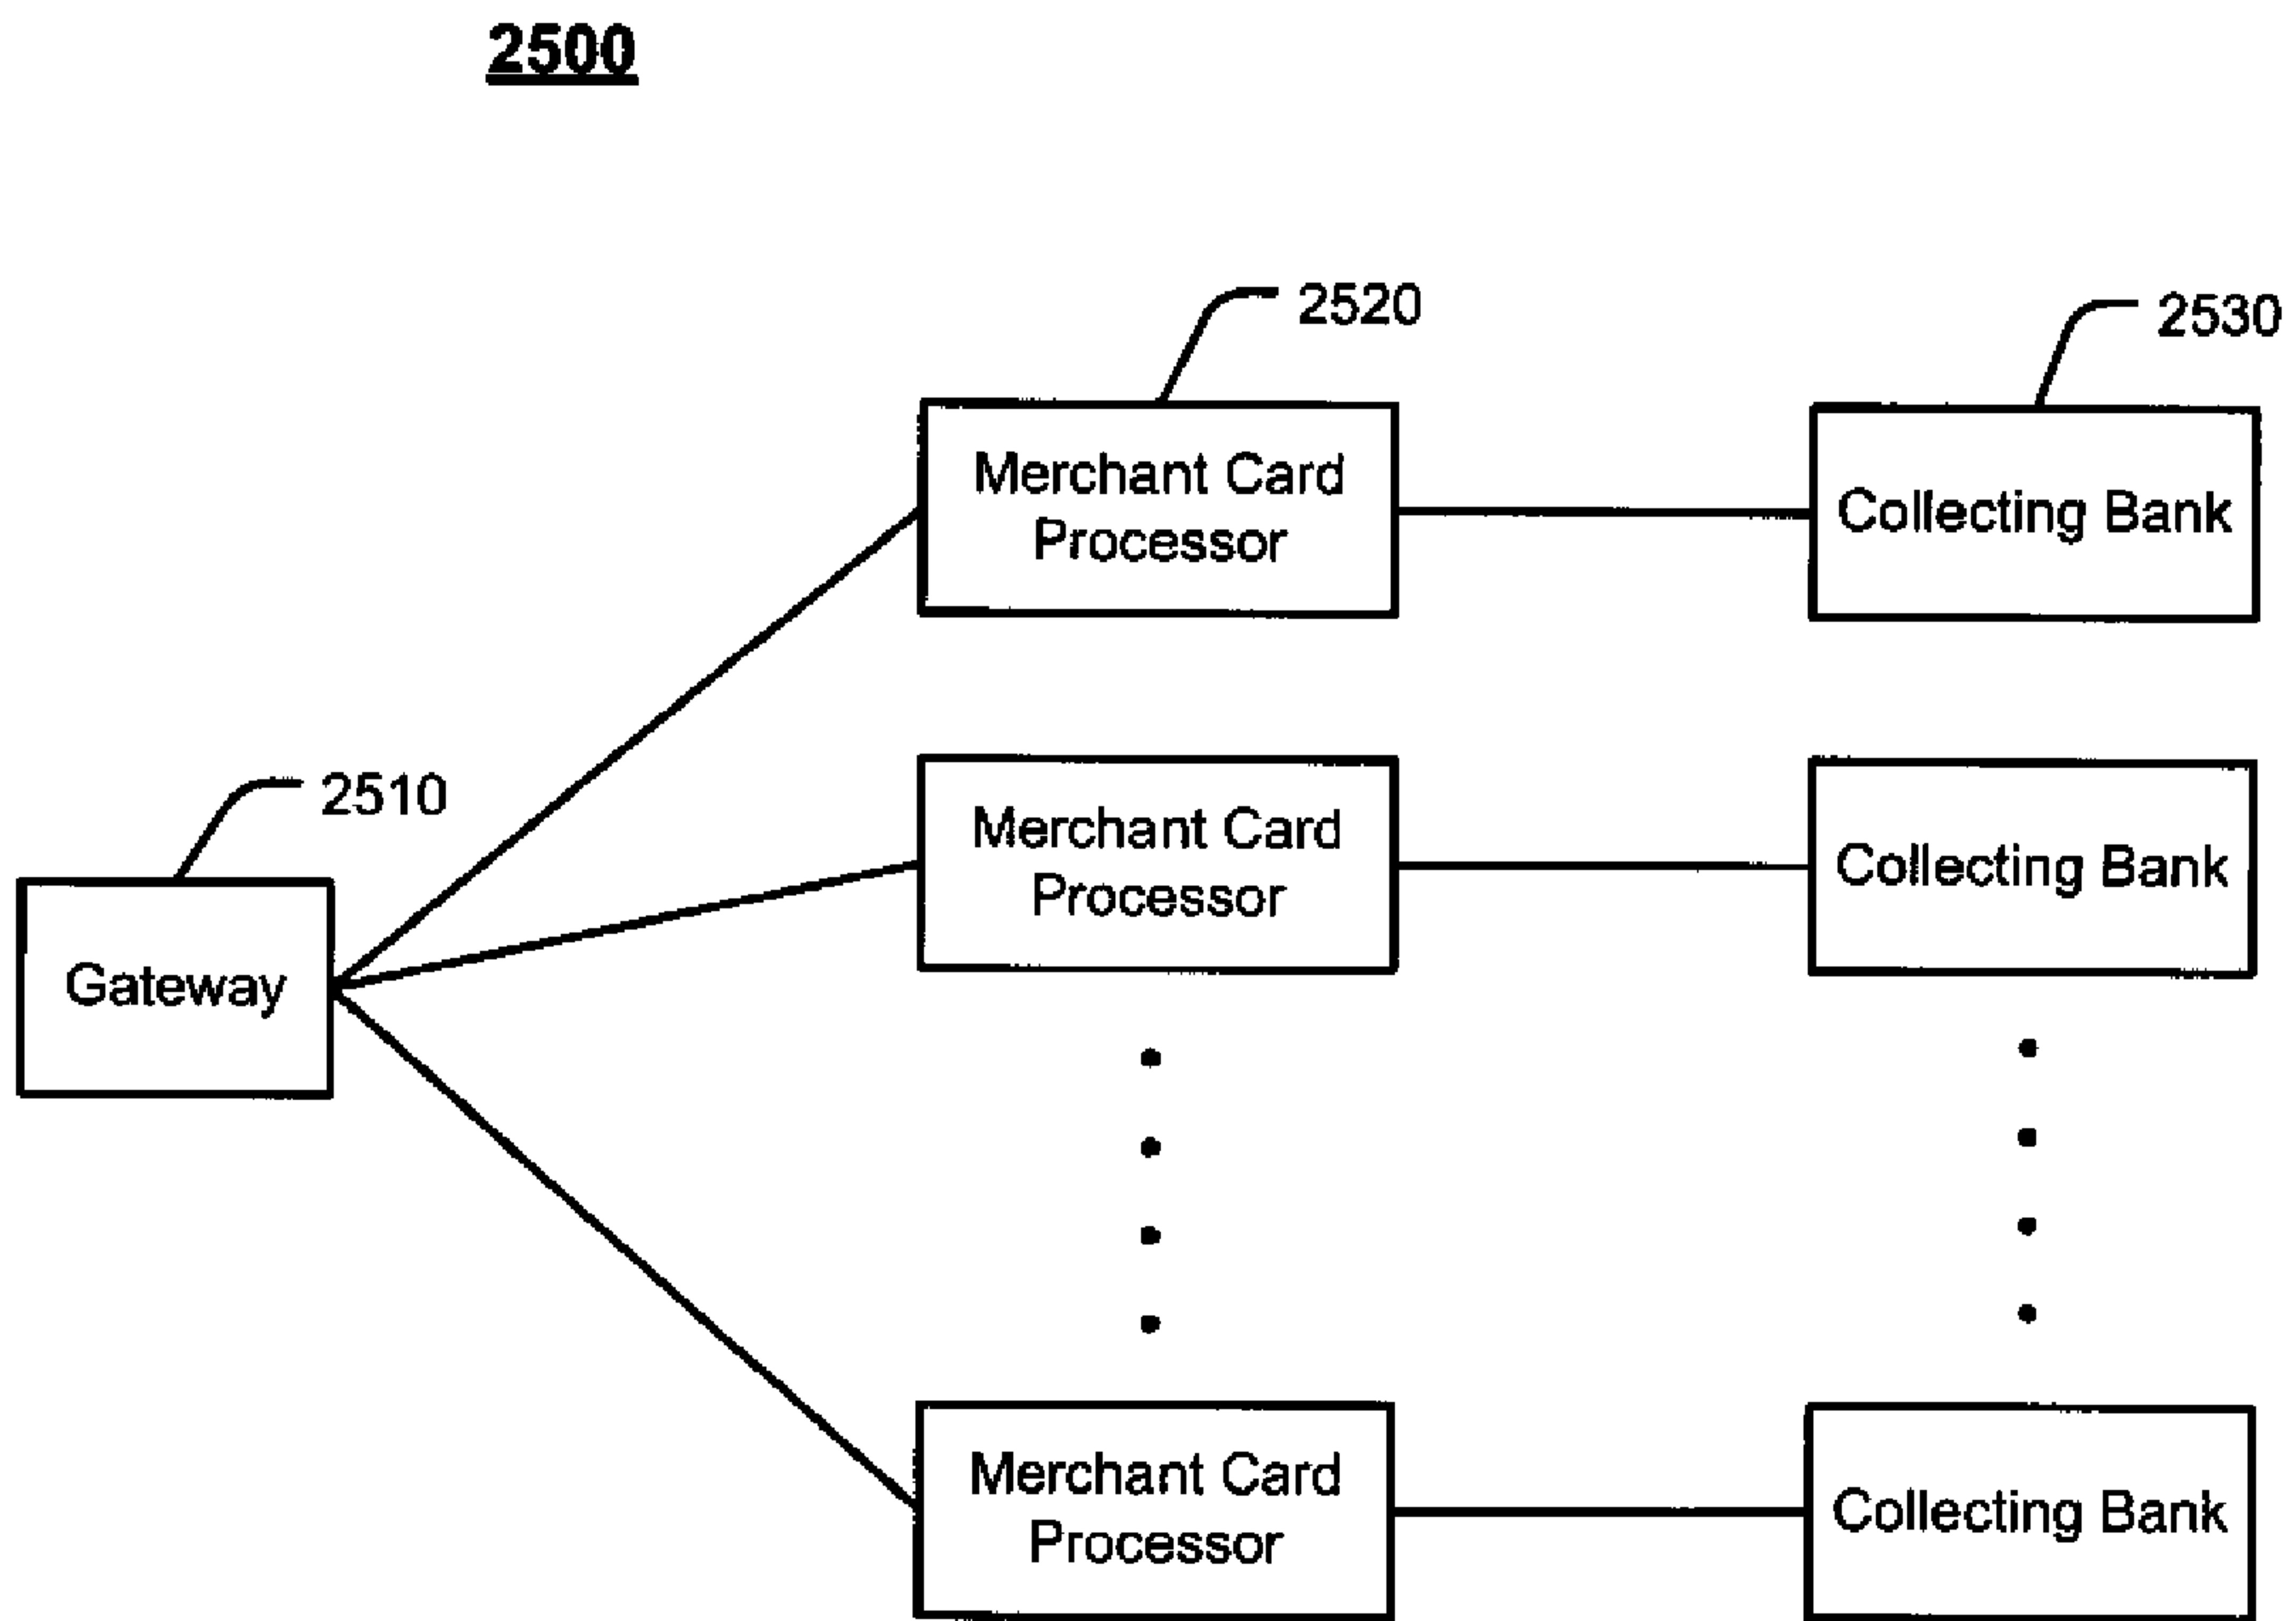 2500
2520
2530
Merchant Card
Processor
Collecting Bank
2510
Merchant Card
Processor
Collecting Bank
Gateway
Merchant Card
Processor
Collecting Bank